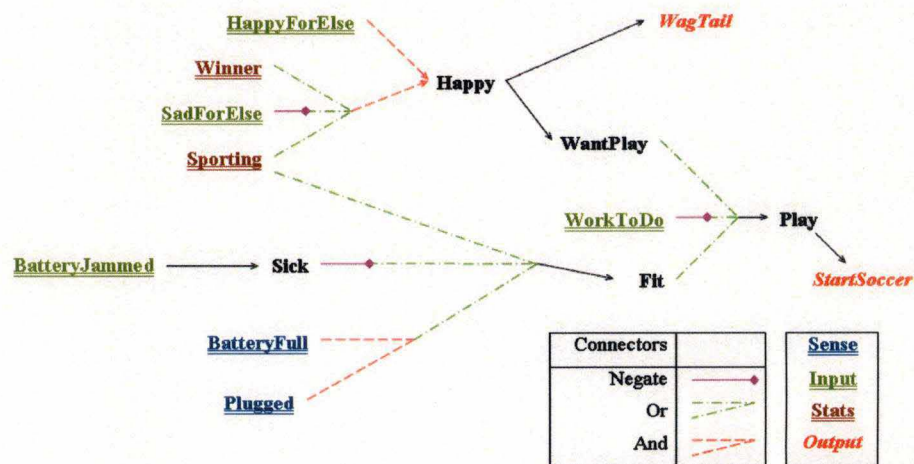 HappyForElse
WagTail
Winner
Happy
SadForElse
WantPlay
Sporting
WorkToDo
Play
BatteryJammed
Sick
Fit
StartSoccer
BatteryFull
Plugged
Connectors
Negate
Or
And
Sense
Input
Stats
Output